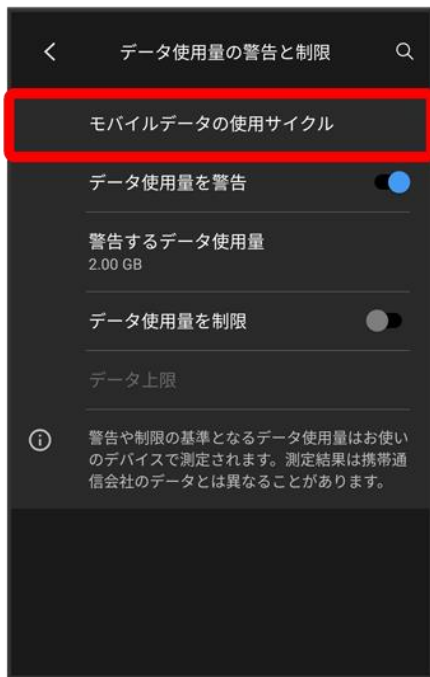 データ使用量の警告と制限
モバイルデータの使用サイクル
データ使用量を警告
警告するデータ使用量
2.00 GB
データ使用量を制限
データ上限
警告や制限の基準となるデータ使用量はお使い
のデバイスで測定されます。測定結果は携帯通
信会社のデータとは異なることがあります。